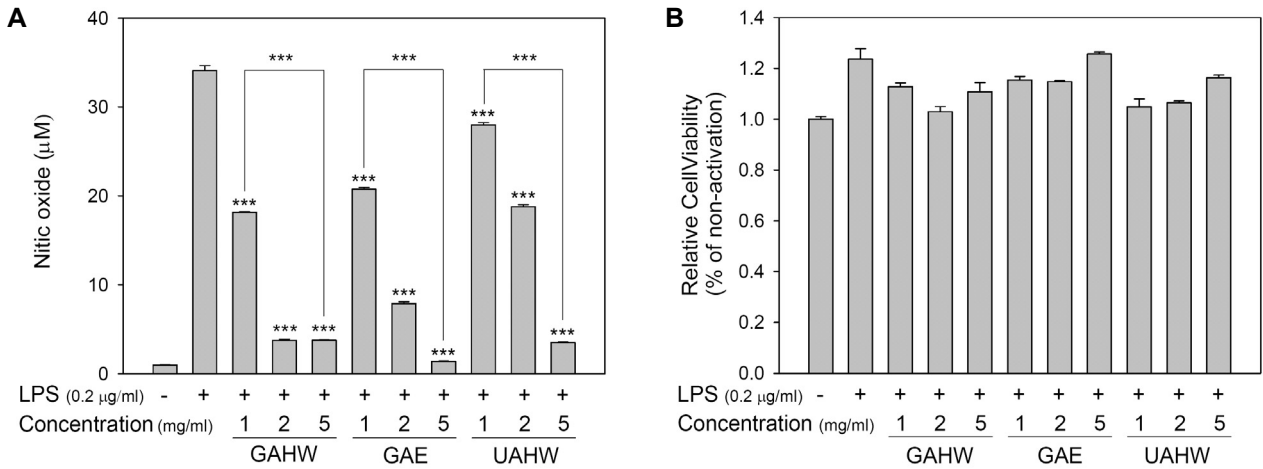 A
40
30
20
10
0
Nitic oxide (μM)
*** *** ***
*** *** *** *** *** *** *** *** ***
LPS (0.2 μg/ml) - + + + + + + + + + +
Concentration (mg/ml) 1 2 5 1 2 5 1 2 5
GAHW GAE UAHW
B
1.4
1.2
1.0
0.8
0.6
0.4
0.2
0.0
Relative CellViability
(% of non-activation)
LPS (0.2 μg/ml) - + + + + + + + + + +
Concentration (mg/ml) 1 2 5 1 2 5 1 2 5
GAHW GAE UAHW